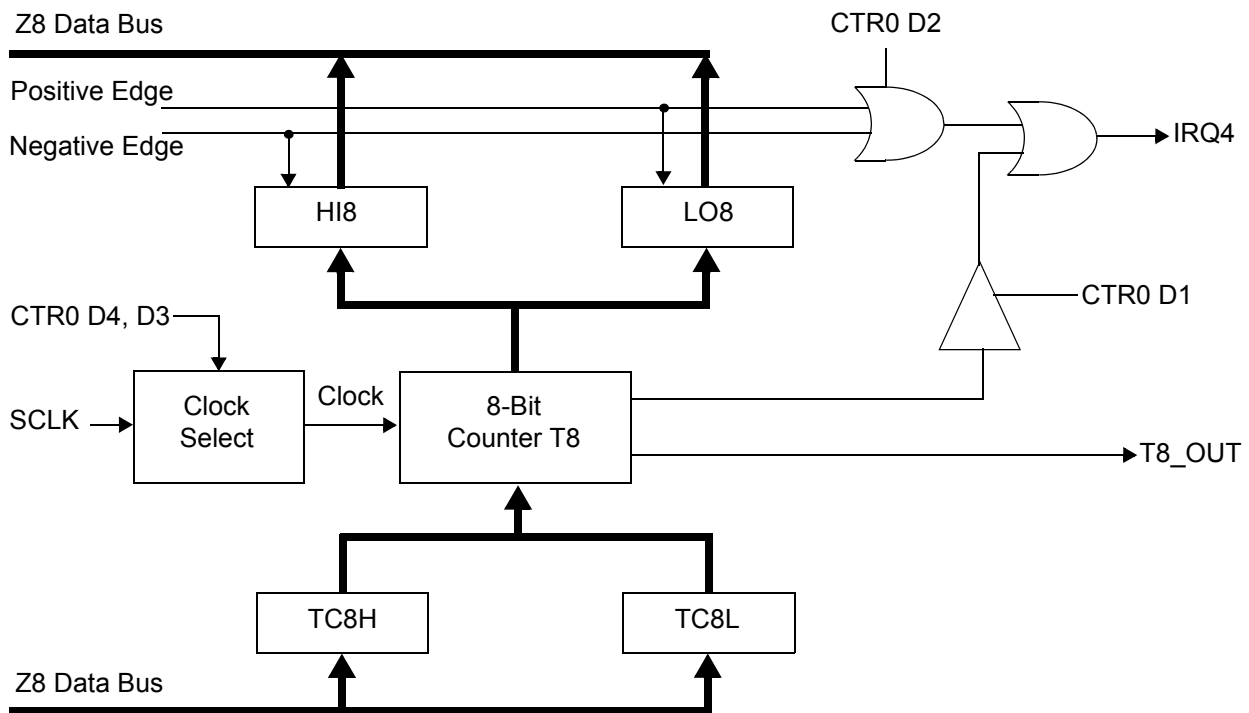 Z8 Data Bus
CTR0 D2
Positive Edge
Negative Edge
IRQ4
HI8
LO8
CTR0 D1
CTR0 D4, D3
SCLK
Clock
Select
Clock
8-Bit
Counter T8
T8_OUT
TC8H
TC8L
Z8 Data Bus